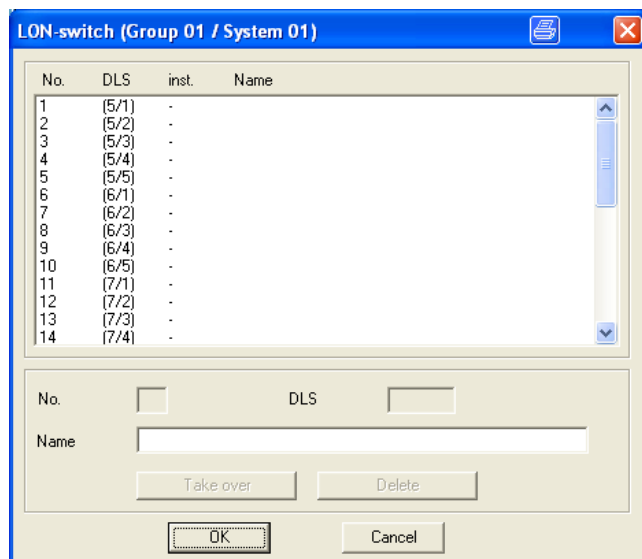 LON-switch (Group 01 / System 01)
No. DLS inst. Name
1 (5/1) -
2 (5/2) -
3 (5/3) -
4 (5/4) -
5 (5/5) -
6 (6/1) -
7 (6/2) -
8 (6/3) -
9 (6/4) -
10 (6/5) -
11 (7/1) -
12 (7/2) -
13 (7/3) -
14 (7/4) -
No. DLS
Name
Take over Delete
OK Cancel